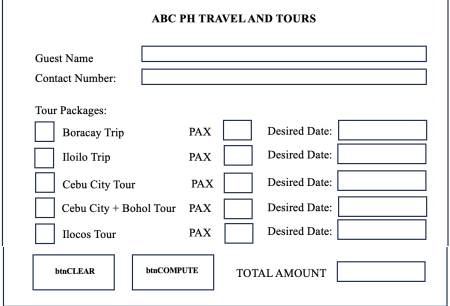 ABC PH TRAVEL AND TOURS
Guest Name
Contact Number:
Tour Packages:
Boracay Trip PAX Desired Date:
Iloilo Trip PAX Desired Date:
Cebu City Tour PAX Desired Date:
Cebu City + Bohol Tour PAX Desired Date:
Ilocos Tour PAX Desired Date:
btnCLEAR btnCOMPUTE TOTAL AMOUNT